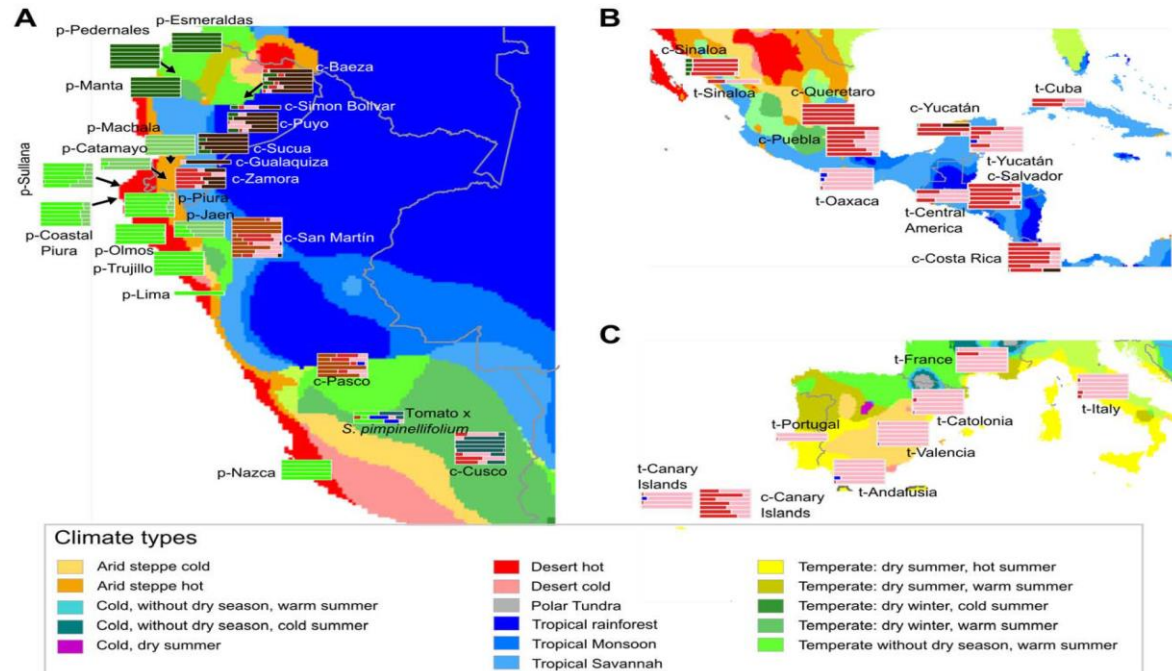 A
p-Esmeraldas
p-Pedernales
p-Manta
c-Baeza
c-Simon Bolívar
c-Puyo
p-Machala
p-Catamayo
c-Sucua
c-Gualaquiza
c-Zamora
p-Sullana
p-Piura
p-Jaen
p-Coastal
Piura
p-Olmos
c-San Martín
p-Trujillo
p-Lima
c-Pasco
Tomato x
S. pimpinellifolium
p-Nazca
c-Cusco
B
c-Sinaloa
t-Sinaloa
c-Queretaro
c-Puebla
t-Cuba
c-Yucatán
t-Yucatán
c-Salvador
t-Oaxaca
t-Central
America
c-Costa Rica
C
t-France
t-Italy
t-Catolonia
t-Portugal
t-Valencia
t-Canary
Islands
c-Canary
Islands
t-Andalusia
Climate types
Arid steppe cold
Arid steppe hot
Cold, without dry season, warm summer
Cold, without dry season, cold summer
Cold, dry summer
Desert hot
Desert cold
Polar Tundra
Tropical rainforest
Tropical Monsoon
Tropical Savannah
Temperate: dry summer, hot summer
Temperate: dry summer, warm summer
Temperate: dry winter, cold summer
Temperate: dry winter, warm summer
Temperate without dry season, warm summer